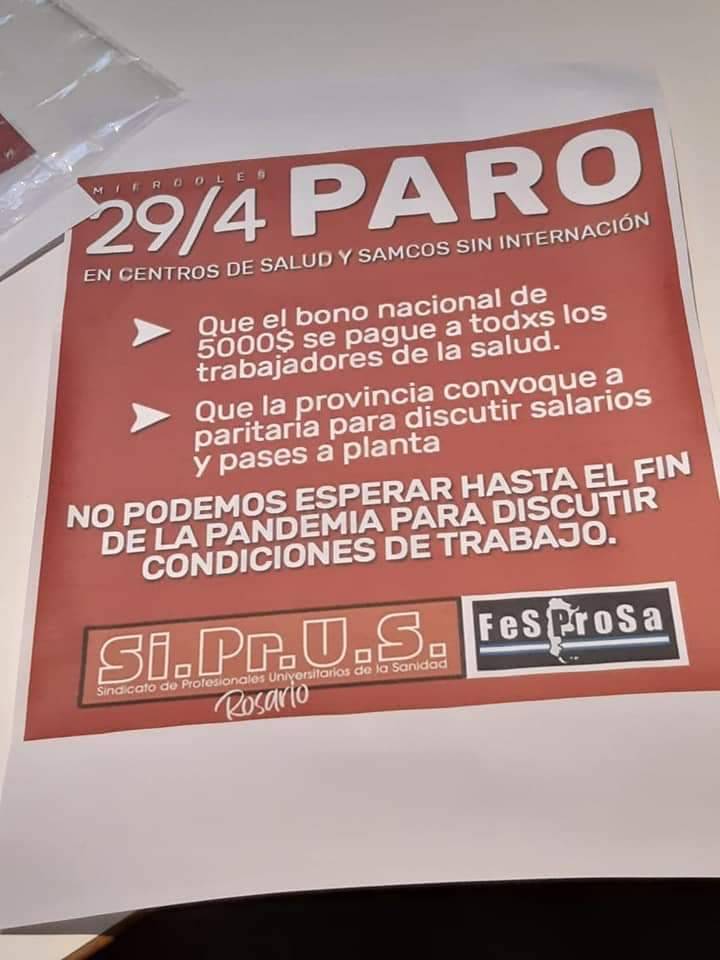 MIERCOLES
29/4 PARO
EN CENTROS DE SALUD Y SAMCOS SIN INTERNACIÓN
Que el bono nacional de
5000$ se pague a todxs los
trabajadores de la salud.
Que la provincia convoque a
paritaria para discutir salarios
y pases a planta
NO PODEMOS ESPERAR HASTA EL FIN
DE LA PANDEMIA PARA DISCUTIR
CONDICIONES DE TRABAJO.
Si.Pr.U.S.
Sindicato de Profesionales Universitarios de la Sanidad
Rosario
FeSProSa